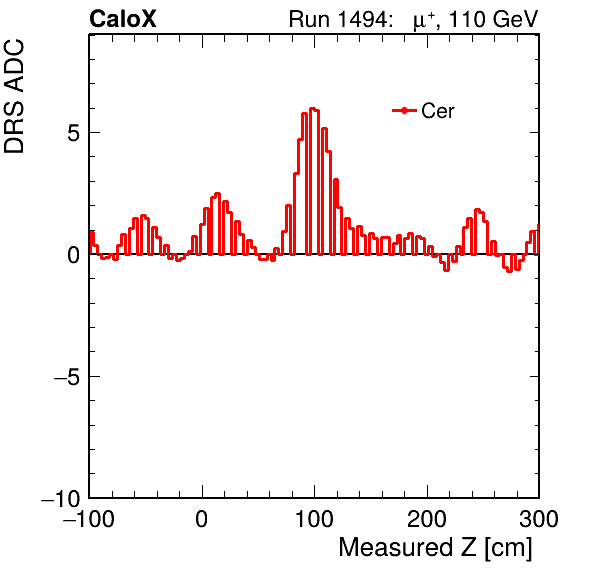 CaloX Run 1494: μ⁺, 110 GeV
DRS ADC
Cer
5
0
−5
−10
−100 0 100 200 300
Measured Z [cm]